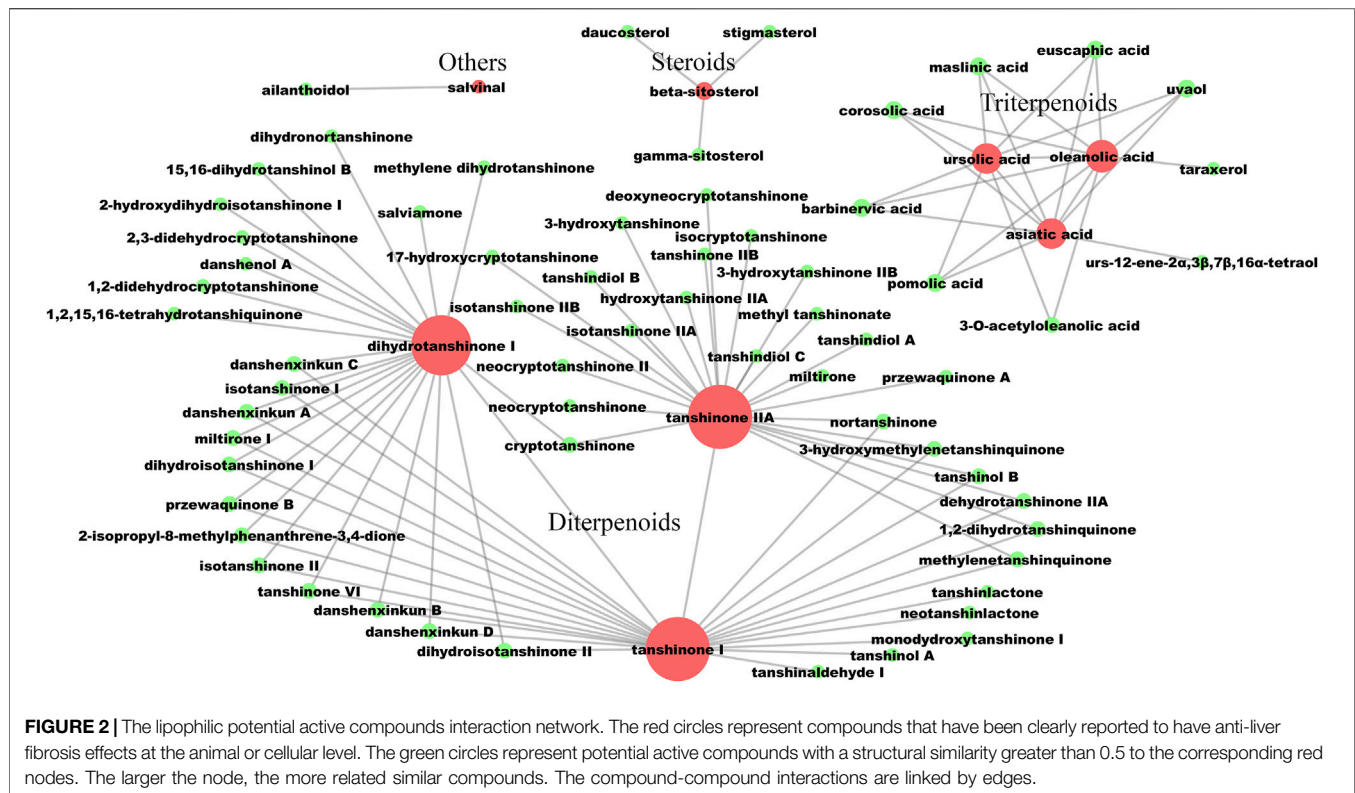 daucosterol
stigmasterol
euscaphic acid
Others
Steroids
maslinic acid
salvinal
ailanthoidol
beta-sitosterol
uvaol
Triterpenoids
corosolic acid
dihydronortanshinone
gamma-sitosterol
ursolic acid
oleanolic acid
15,16-dihydrotanshinol B
methylene dihydrotanshinone
taraxerol
deoxyneocryptotanshinone
2-hydroxydihydroisotanshinone I
salviamone
3-hydroxytanshinone
barbinervic acid
2,3-didehydrocryptotanshinone
isocryptotanshinone
asiatic acid
17-hydroxycryptotanshinone
tanshinone IIB
danshenol A
tanshindiol B
3-hydroxytanshinone IIB
urs-12-ene-2α,3β,7β,16α-tetraol
1,2-didehydrocryptotanshinone
pomolic acid
hydroxytanshinone IIA
isotanshinone IIB
methyl tanshinonate
1,2,15,16-tetrahydrotanshiquinone
3-O-acetyloleanolic acid
isotanshinone IIA
tanshindiol A
dihydrotanshinone I
tanshindiol C
danshenxinkun C
neocryptotanshinone II
miltirone
przewaquinone A
isotanshinone I
neocryptotanshinone
danshenxinkun A
tanshinone IIA
nortanshinone
miltirone I
cryptotanshinone
3-hydroxymethylenetanshinquinone
dihydroisotanshinone I
tanshinol B
przewaquinone B
dehydrotanshinone IIA
Diterpenoids
1,2-dihydrotanshinquinone
2-isopropyl-8-methylphenanthrene-3,4-dione
methylenetanshinquinone
isotanshinone II
tanshinone VI
tanshinlactone
danshenxinkun B
neotanshinlactone
danshenxinkun D
monodydroxytanshinone I
dihydroisotanshinone II
tanshinone I
tanshinol A
tanshinaldehyde I
FIGURE 2 | The lipophilic potential active compounds interaction network. The red circles represent compounds that have been clearly reported to have anti-liver
fibrosis effects at the animal or cellular level. The green circles represent potential active compounds with a structural similarity greater than 0.5 to the corresponding red
nodes. The larger the node, the more related similar compounds. The compound-compound interactions are linked by edges.